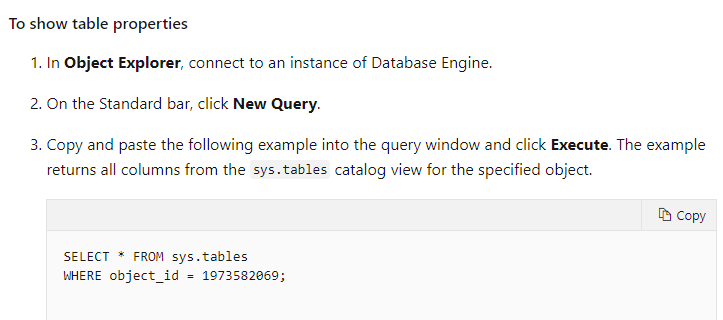 To show table properties
1. In Object Explorer, connect to an instance of Database Engine.
2. On the Standard bar, click New Query.
3. Copy and paste the following example into the query window and click Execute. The example
returns all columns from the sys.tables catalog view for the specified object.
Copy
SELECT * FROM sys.tables
WHERE object_id = 1973582069;